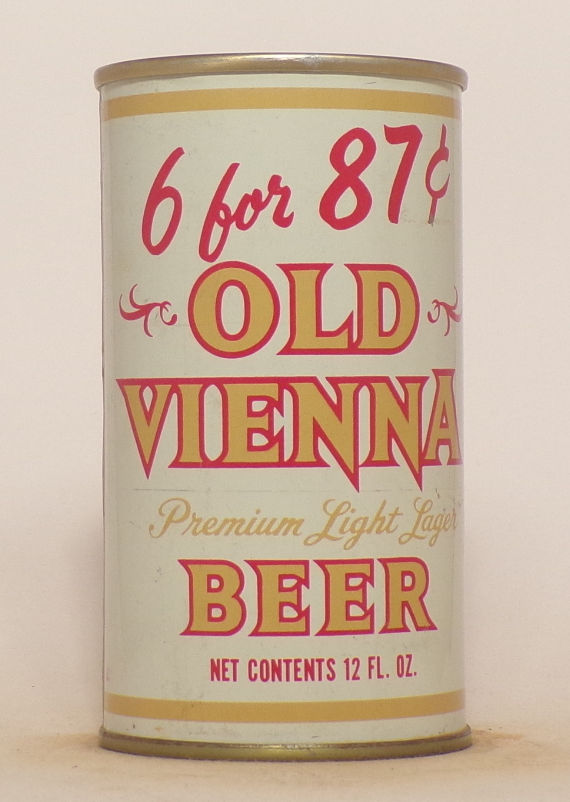 6 for 87¢
OLD
VIENNA
Premium Light Lager
BEER
NET CONTENTS 12 FL. OZ.